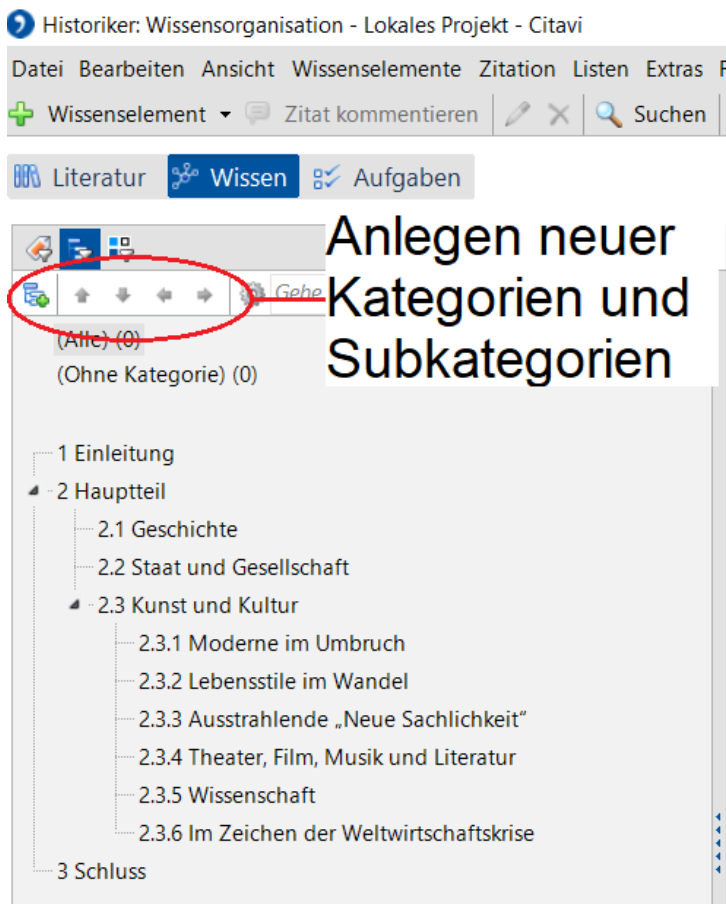 Historiker: Wissensorganisation - Lokales Projekt - Citavi
Datei Bearbeiten Ansicht Wissenselemente Zitation Listen Extras F
Wissenselement Zitat kommentieren Suchen
Literatur Wissen Aufgaben
Anlegen neuer
Kategorien und
Subkategorien
Gehe
(Alle) (0)
(Ohne Kategorie) (0)
1 Einleitung
2 Hauptteil
2.1 Geschichte
2.2 Staat und Gesellschaft
2.3 Kunst und Kultur
2.3.1 Moderne im Umbruch
2.3.2 Lebensstile im Wandel
2.3.3 Ausstrahlende „Neue Sachlichkeit“
2.3.4 Theater, Film, Musik und Literatur
2.3.5 Wissenschaft
2.3.6 Im Zeichen der Weltwirtschaftskrise
3 Schluss